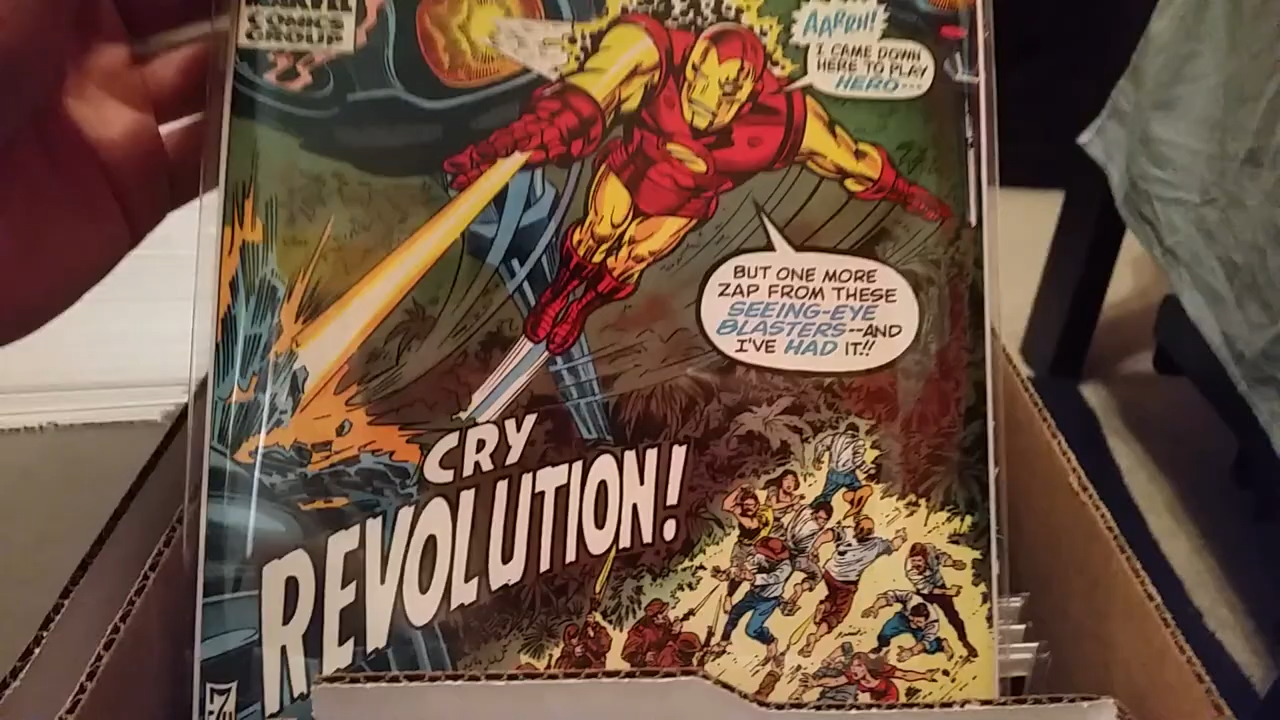 MARVEL
COMICS
GROUP
AARRH!
I CAME DOWN
HERE TO PLAY
HERO---
BUT ONE MORE
ZAP FROM THESE
SEEING-EYE
BLASTERS--AND
I'VE HAD IT!!
CRY
REVOLUTION!